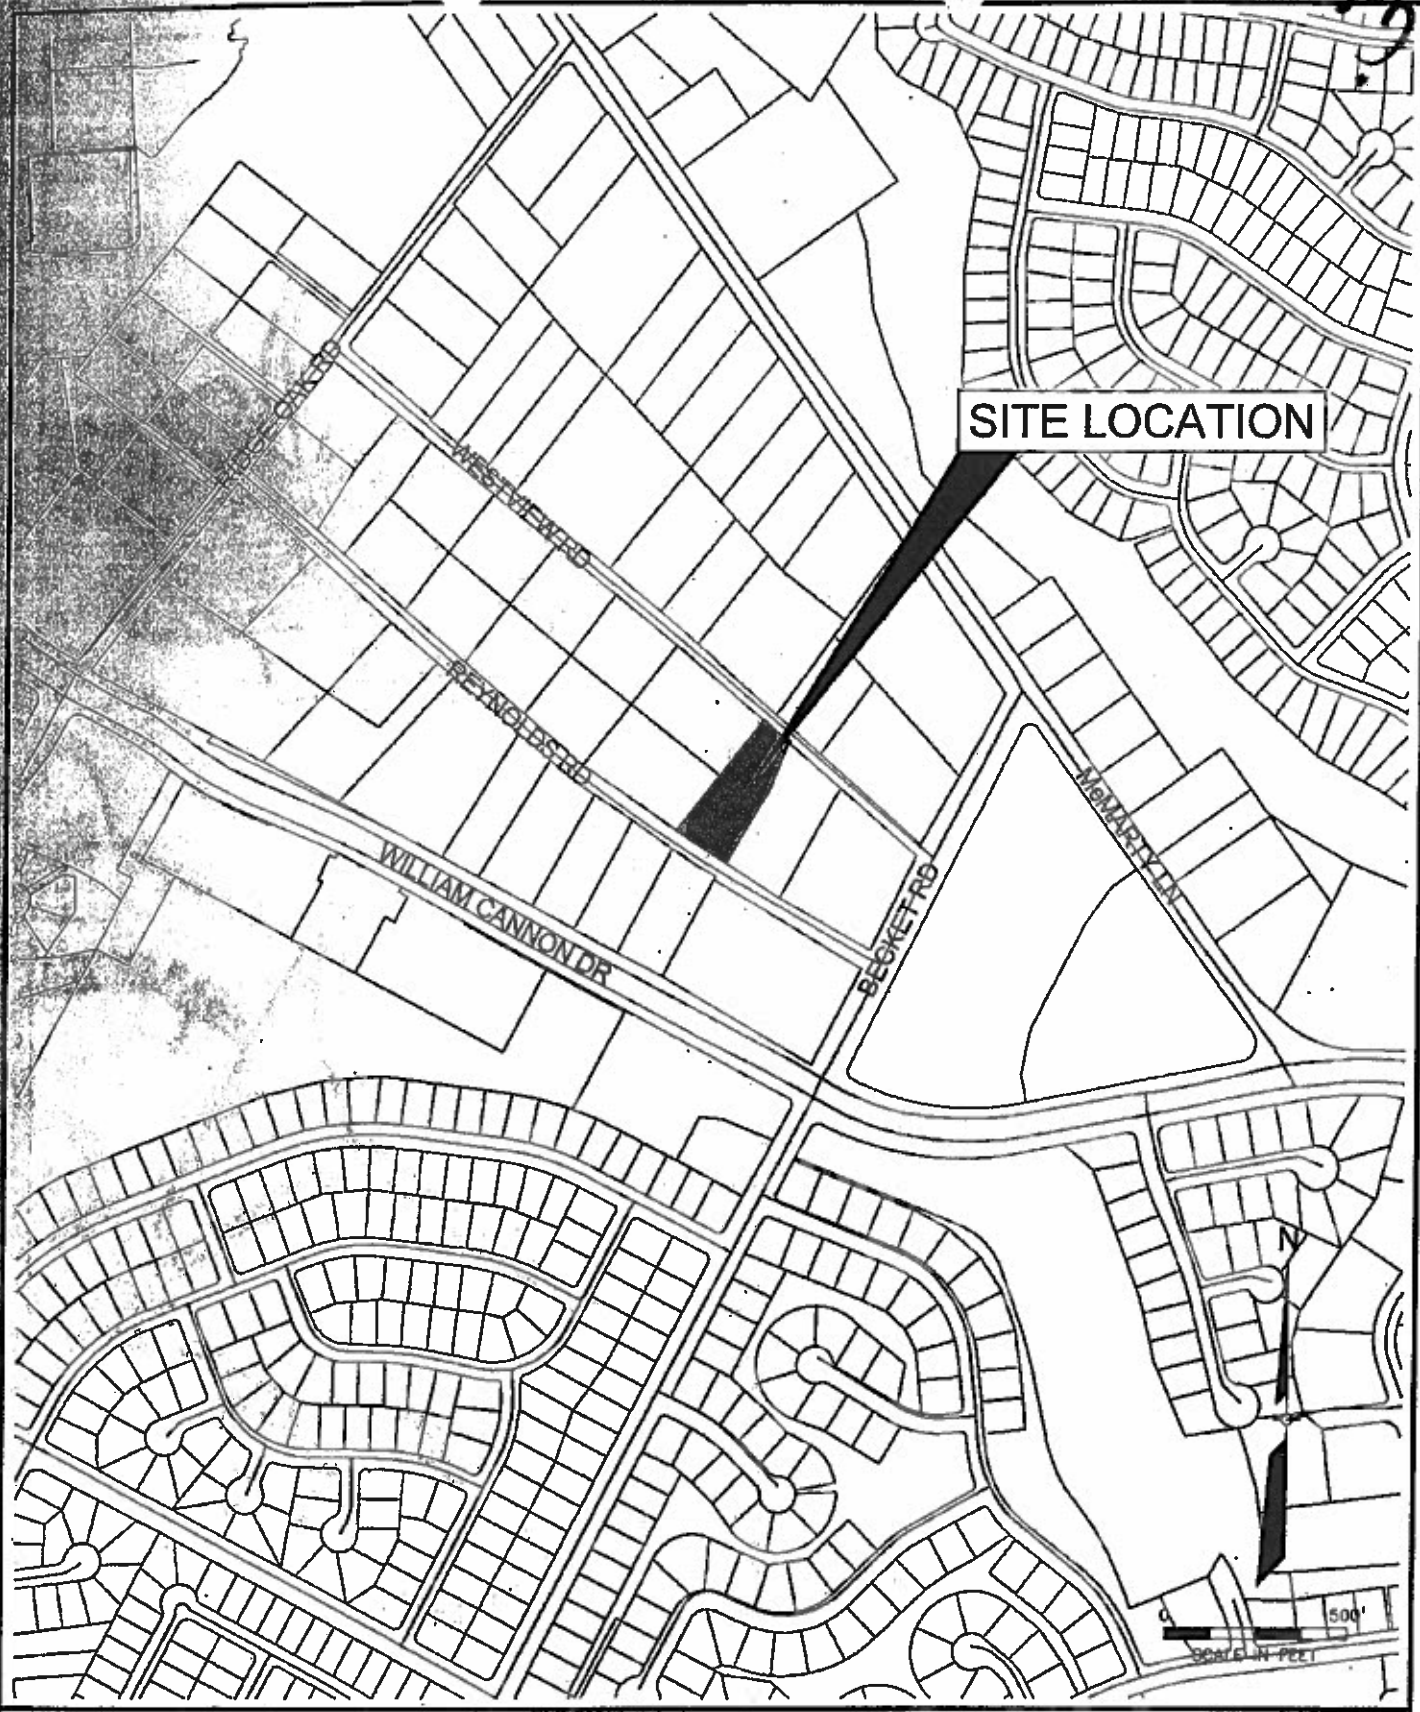 SITE LOCATION
WESTVIEW RD
REYNOLDS RD
McMARTY LN
WILLIAM CANNON DR
BECKET RD
N
0 500'
SCALE IN FEET